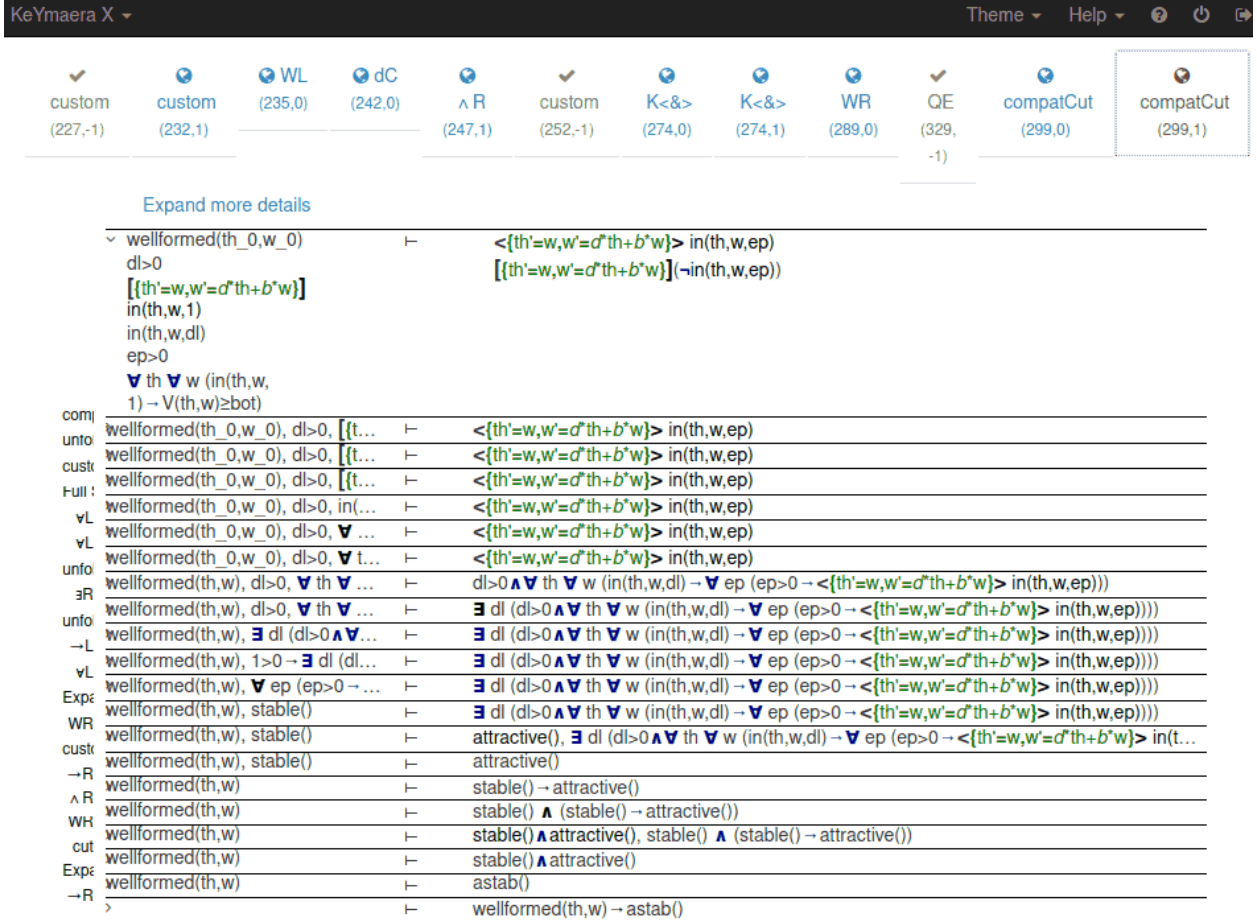 KeYmaera X Theme Help
custom
(227,-1)
custom
(232,1)
WL
(235,0)
dC
(242,0)
∧R
(247,1)
custom
(252,-1)
K<&>
(274,0)
K<&>
(274,1)
WR
(289,0)
QE
(329,
-1)
compatCut
(299,0)
compatCut
(299,1)
Expand more details
wellformed(th_0,w_0) ⊢ <{th'=w,w'=a*th+b*w}> in(th,w,ep)
dl>0 [{th'=w,w'=a*th+b*w}](¬in(th,w,ep))
[{th'=w,w'=a*th+b*w}]
in(th,w,1)
in(th,w,dl)
ep>0
∀ th ∀ w (in(th,w,
1)→V(th,w)≥bot)
wellformed(th_0,w_0), dl>0, [{t… ⊢ <{th'=w,w'=a*th+b*w}> in(th,w,ep)
wellformed(th_0,w_0), dl>0, [{t… ⊢ <{th'=w,w'=a*th+b*w}> in(th,w,ep)
wellformed(th_0,w_0), dl>0, [{t… ⊢ <{th'=w,w'=a*th+b*w}> in(th,w,ep)
wellformed(th_0,w_0), dl>0, in(… ⊢ <{th'=w,w'=a*th+b*w}> in(th,w,ep)
∀L wellformed(th_0,w_0), dl>0, ∀ … ⊢ <{th'=w,w'=a*th+b*w}> in(th,w,ep)
∀L wellformed(th_0,w_0), dl>0, ∀ t… ⊢ <{th'=w,w'=a*th+b*w}> in(th,w,ep)
unfo wellformed(th,w), dl>0, ∀ th ∀ … ⊢ dl>0∧∀ th ∀ w (in(th,w,dl)→∀ ep (ep>0→<{th'=w,w'=a*th+b*w}> in(th,w,ep)))
∃R wellformed(th,w), dl>0, ∀ th ∀ … ⊢ ∃ dl (dl>0∧∀ th ∀ w (in(th,w,dl)→∀ ep (ep>0→<{th'=w,w'=a*th+b*w}> in(th,w,ep))))
unfo wellformed(th,w), ∃ dl (dl>0∧∀… ⊢ ∃ dl (dl>0∧∀ th ∀ w (in(th,w,dl)→∀ ep (ep>0→<{th'=w,w'=a*th+b*w}> in(th,w,ep))))
→L wellformed(th,w), 1>0→∃ dl (dl… ⊢ ∃ dl (dl>0∧∀ th ∀ w (in(th,w,dl)→∀ ep (ep>0→<{th'=w,w'=a*th+b*w}> in(th,w,ep))))
∀L wellformed(th,w), ∀ ep (ep>0→… ⊢ ∃ dl (dl>0∧∀ th ∀ w (in(th,w,dl)→∀ ep (ep>0→<{th'=w,w'=a*th+b*w}> in(th,w,ep))))
Expa wellformed(th,w), stable() ⊢ ∃ dl (dl>0∧∀ th ∀ w (in(th,w,dl)→∀ ep (ep>0→<{th'=w,w'=a*th+b*w}> in(th,w,ep))))
WR wellformed(th,w), stable() ⊢ attractive(), ∃ dl (dl>0∧∀ th ∀ w (in(th,w,dl)→∀ ep (ep>0→<{th'=w,w'=a*th+b*w}> in(t…
custo wellformed(th,w), stable() ⊢ attractive()
→R wellformed(th,w) ⊢ stable()→attractive()
∧R wellformed(th,w) ⊢ stable() ∧ (stable()→attractive())
WR wellformed(th,w) ⊢ stable()∧attractive(), stable() ∧ (stable()→attractive())
cut wellformed(th,w) ⊢ stable()∧attractive()
Expa wellformed(th,w) ⊢ astab()
→R ⊢ wellformed(th,w)→astab()